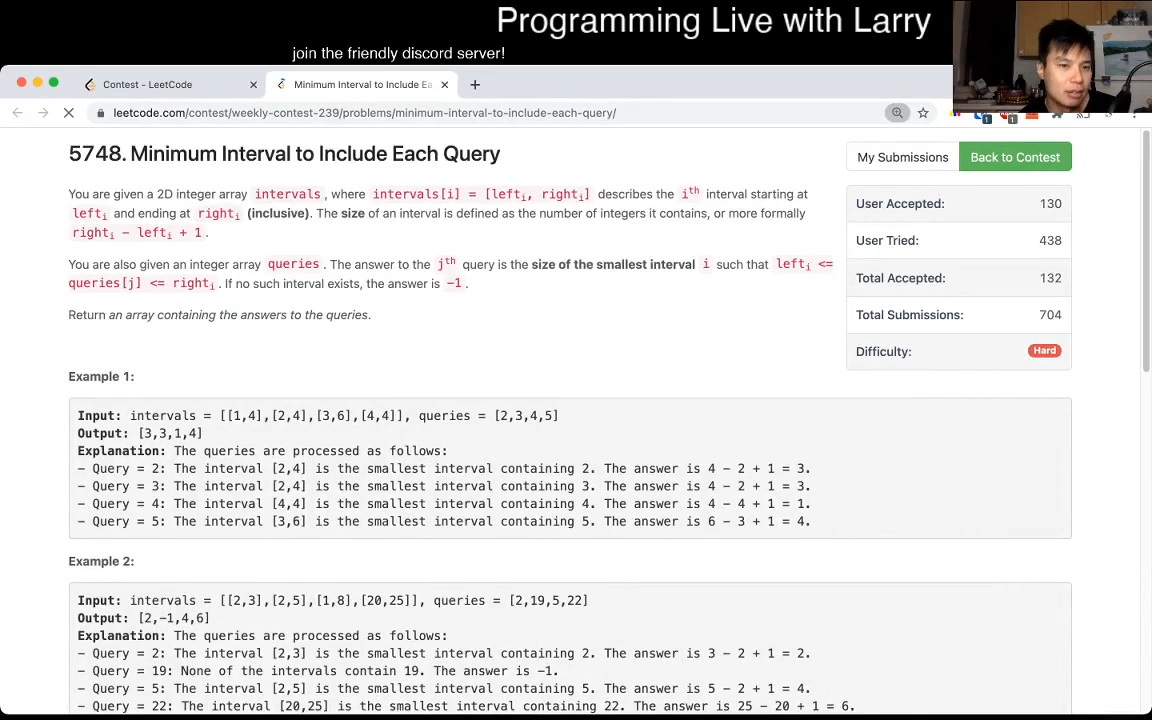 Programming Live with Larry
join the friendly discord server!
Contest - LeetCode
Minimum Interval to Include Ea
leetcode.com/contest/weekly-contest-239/problems/minimum-interval-to-include-each-query/
5748. Minimum Interval to Include Each Query
My Submissions
Back to Contest
You are given a 2D integer array intervals , where intervals[i] = [lefti, righti] describes the ith interval starting at
lefti and ending at righti (inclusive). The size of an interval is defined as the number of integers it contains, or more formally
righti - lefti + 1 .
You are also given an integer array queries . The answer to the jth query is the size of the smallest interval i such that lefti <=
queries[j] <= righti . If no such interval exists, the answer is -1 .
Return an array containing the answers to the queries.
User Accepted: 130
User Tried: 438
Total Accepted: 132
Total Submissions: 704
Difficulty: Hard
Example 1:
Input: intervals = [[1,4],[2,4],[3,6],[4,4]], queries = [2,3,4,5]
Output: [3,3,1,4]
Explanation: The queries are processed as follows:
- Query = 2: The interval [2,4] is the smallest interval containing 2. The answer is 4 - 2 + 1 = 3.
- Query = 3: The interval [2,4] is the smallest interval containing 3. The answer is 4 - 2 + 1 = 3.
- Query = 4: The interval [4,4] is the smallest interval containing 4. The answer is 4 - 4 + 1 = 1.
- Query = 5: The interval [3,6] is the smallest interval containing 5. The answer is 6 - 3 + 1 = 4.
Example 2:
Input: intervals = [[2,3],[2,5],[1,8],[20,25]], queries = [2,19,5,22]
Output: [2,-1,4,6]
Explanation: The queries are processed as follows:
- Query = 2: The interval [2,3] is the smallest interval containing 2. The answer is 3 - 2 + 1 = 2.
- Query = 19: None of the intervals contain 19. The answer is -1.
- Query = 5: The interval [2,5] is the smallest interval containing 5. The answer is 5 - 2 + 1 = 4.
- Query = 22: The interval [20,25] is the smallest interval containing 22. The answer is 25 - 20 + 1 = 6.